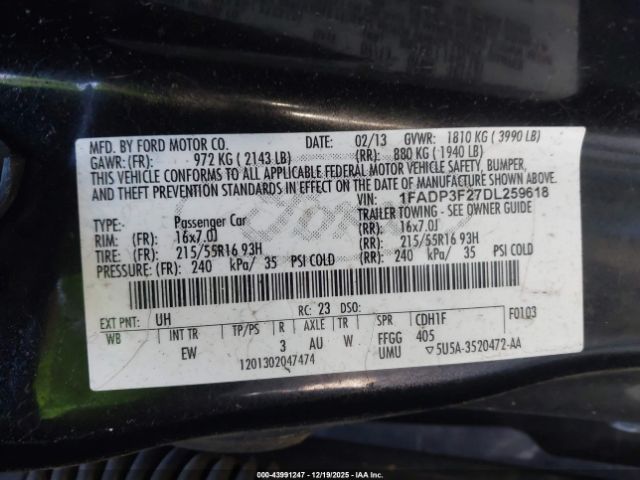 MFD. BY FORD MOTOR CO. DATE: 02/13 GVWR: 1810 KG ( 3990 LB)
GAWR: (FR): 972 KG ( 2143 LB) (RR): 880 KG ( 1940 LB)
THIS VEHICLE CONFORMS TO ALL APPLICABLE FEDERAL MOTOR VEHICLE SAFETY, BUMPER,
AND THEFT PREVENTION STANDARDS IN EFFECT ON THE DATE OF MANUFACTURE SHOWN ABOVE.
VIN: 1FADP3F27DL259618
TYPE: Passenger Car TRAILER TOWING - SEE OWNER GUIDE
RIM: (FR): 16x7.0J (RR): 16x7.0J
TIRE: (FR): 215/55R16 93H (RR): 215/55R16 93H
PRESSURE: (FR): 240 kPa/ 35 PSI COLD (RR): 240 kPa/ 35 PSI COLD
EXT PNT: UH RC: 23 DSO: F0103
WB INT TR TP/PS R AXLE TR SPR CDH1F
EW 3 AU W FFGG 405
1201302047474 UMU 5U5A-3520472-AA
000-43991247 - 12/19/2025 - IAA Inc.